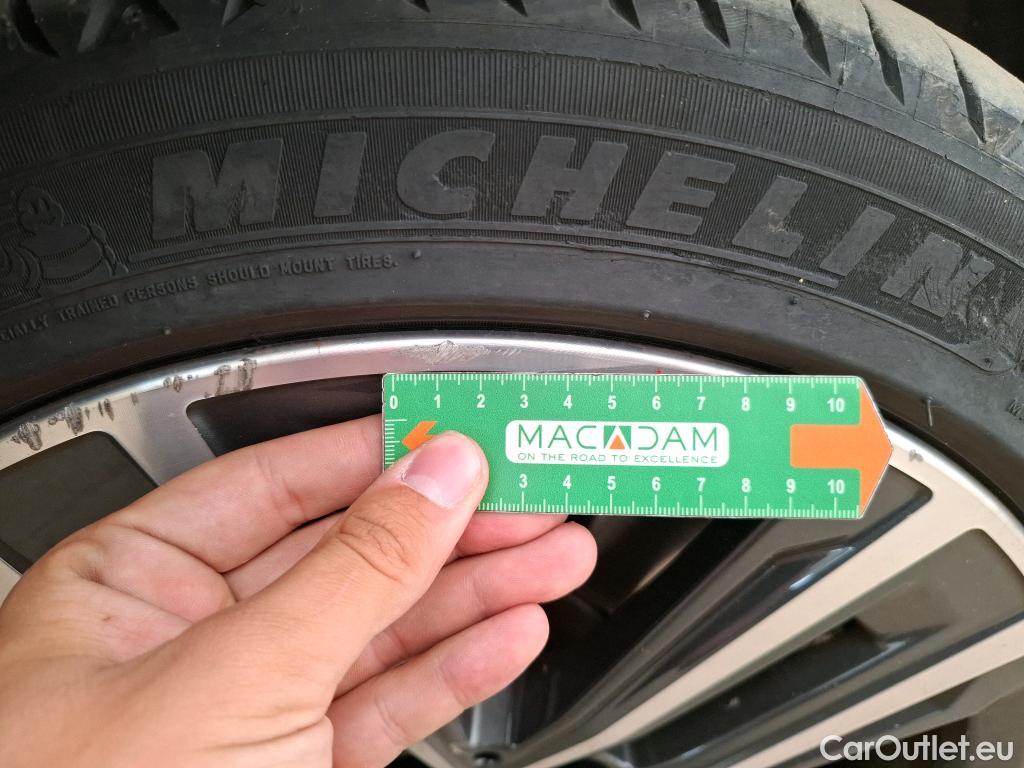 MICHELIN
CIALLY TRAINED PERSONS SHOULD MOUNT TIRES.
0 1 2 3 4 5 6 7 8 9 10
MACADAM
ON THE ROAD TO EXCELLENCE
3 4 5 6 7 8 9 10
CarOutlet.eu